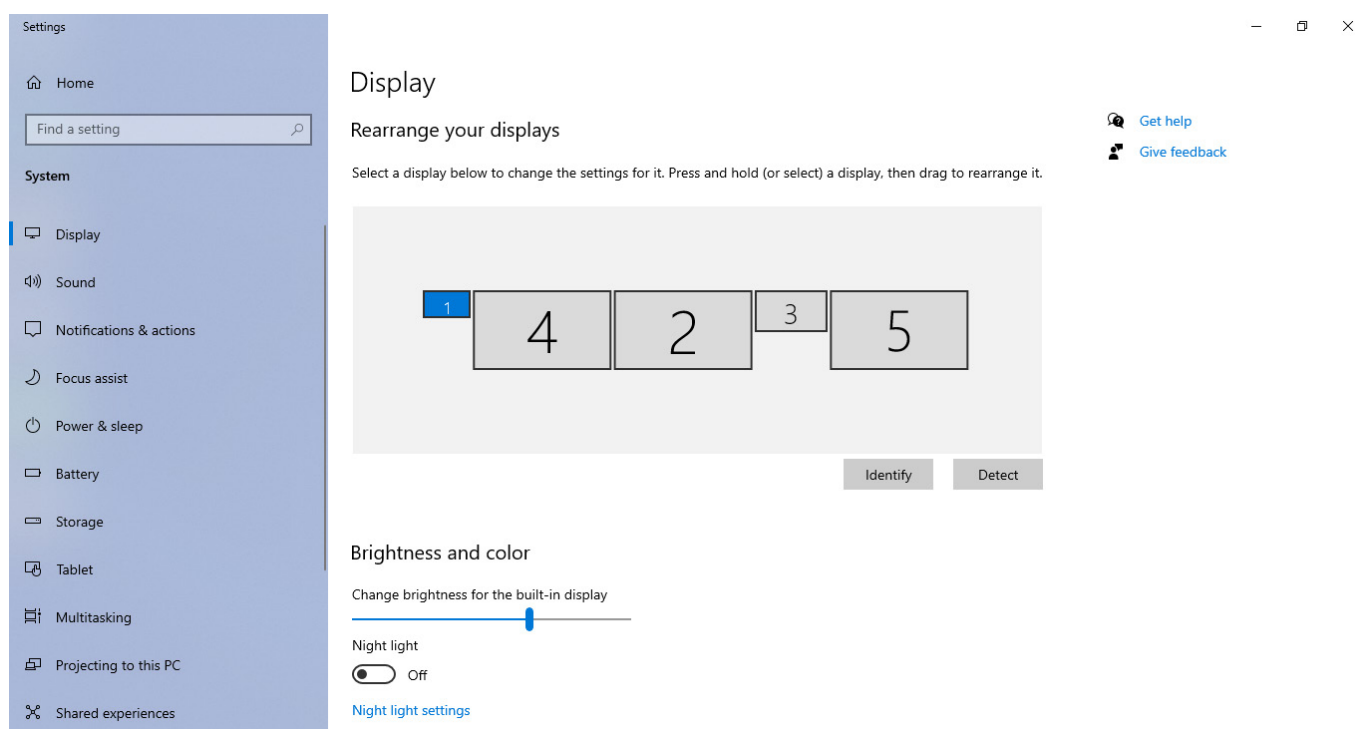 Settings
Home
Find a setting
System
Display
Sound
Notifications & actions
Focus assist
Power & sleep
Battery
Storage
Tablet
Multitasking
Projecting to this PC
Shared experiences
Display
Rearrange your displays
Select a display below to change the settings for it. Press and hold (or select) a display, then drag to rearrange it.
1
4
2
3
5
Identify
Detect
Brightness and color
Change brightness for the built-in display
Night light
Off
Night light settings
Get help
Give feedback